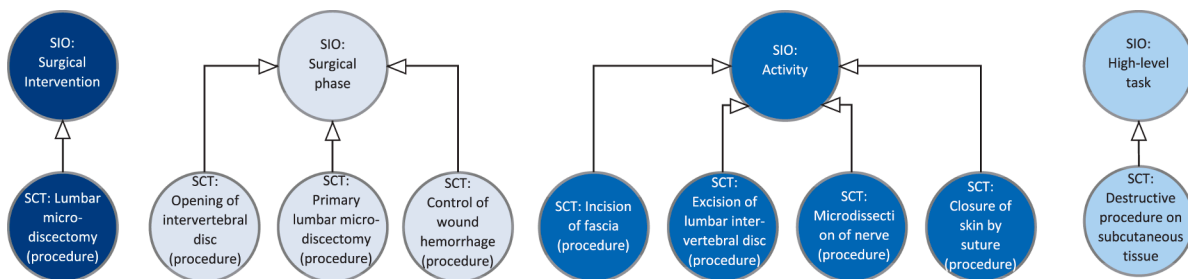 SIO:
Surgical
Intervention
SIO:
Surgical
phase
SIO:
Activity
SIO:
High-level
task
SCT: Lumbar
micro-
discectomy
(procedure)
SCT:
Opening of
intervertebral
disc
(procedure)
SCT:
Primary
lumbar micro-
discectomy
(procedure)
SCT:
Control of
wound
hemorrhage
(procedure)
SCT: Incision
of fascia
(procedure)
SCT:
Excision of
lumbar inter-
vertebral disc
(procedure)
SCT:
Microdissecti
on of nerve
(procedure)
SCT:
Closure of
skin by
suture
(procedure)
SCT:
Destructive
procedure on
subcutaneous
tissue